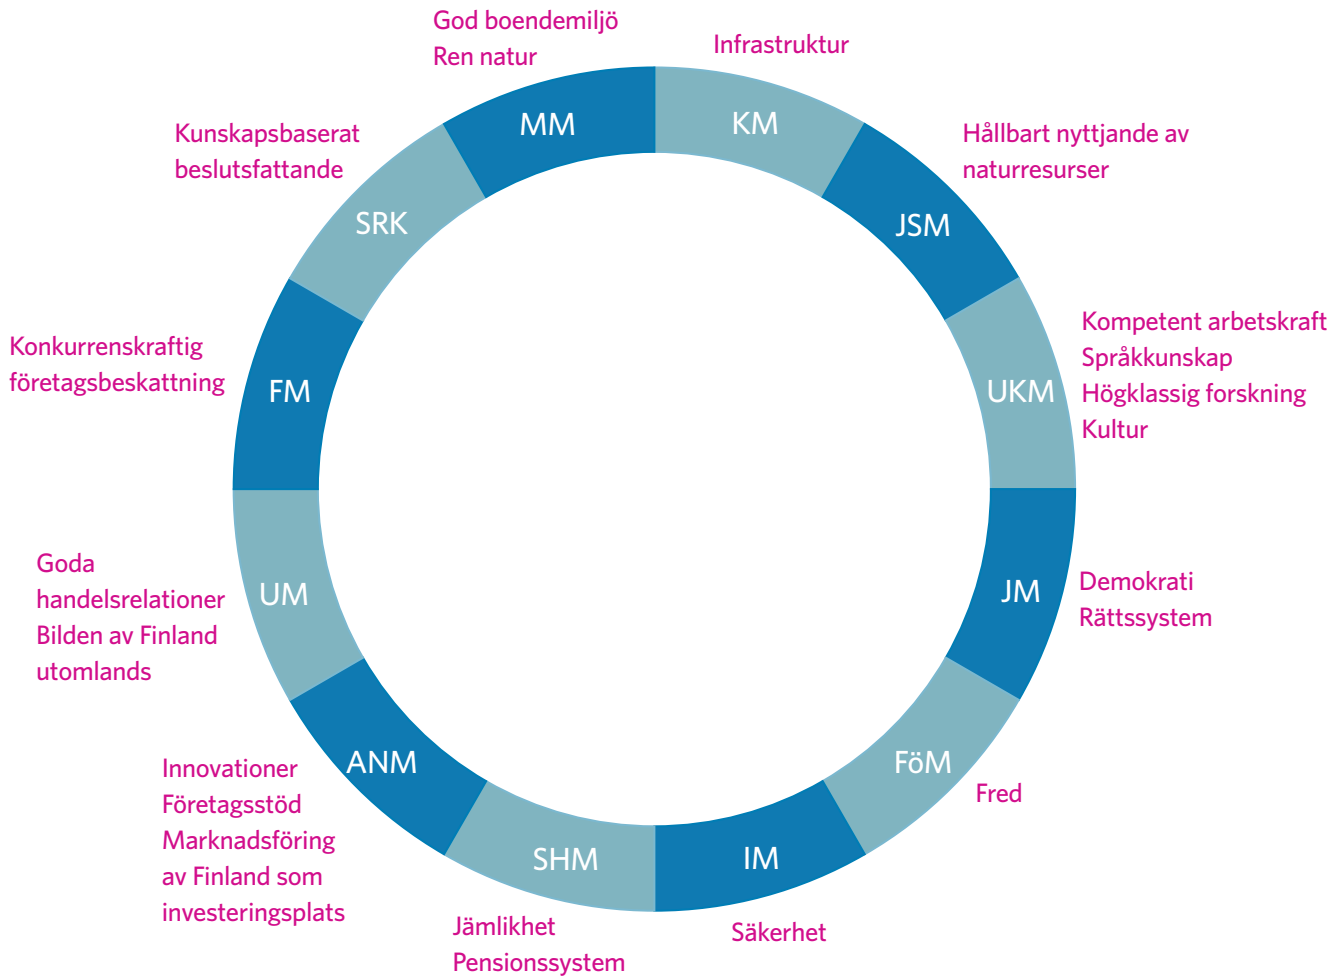 God boendemiljö
Ren natur
MM
Infrastruktur
KM
Hållbart nyttjande av
naturresurser
JSM
Kompetent arbetskraft
Språkkunskap
Högklassig forskning
Kultur
UKM
Demokrati
Rättssystem
JM
Fred
FöM
Säkerhet
IM
Jämlikhet
Pensionssystem
SHM
Innovationer
Företagsstöd
Marknadsföring
av Finland som
investeringsplats
ANM
Goda
handelsrelationer
Bilden av Finland
utomlands
UM
Konkurrenskraftig
företagsbeskattning
FM
Kunskapsbaserat
beslutsfattande
SRK